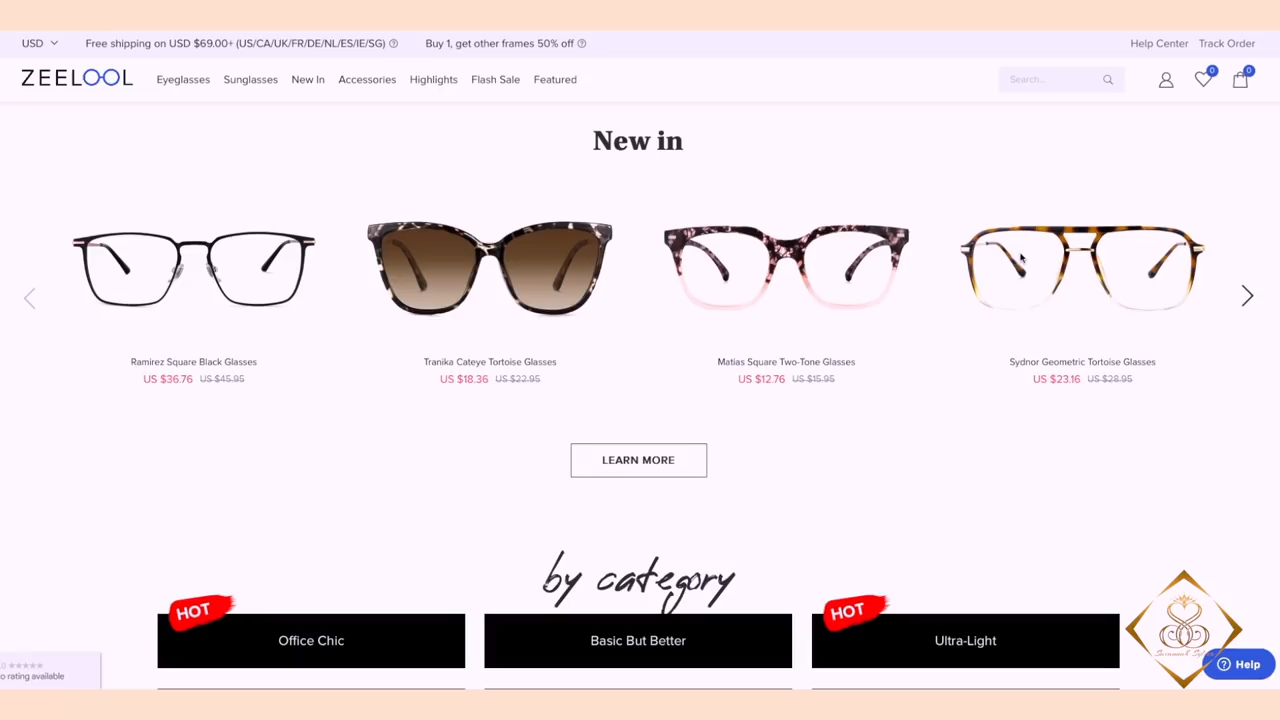 USD
Free shipping on USD $69.00+ (US/CA/UK/FR/DE/NL/ES/IE/SG)
Buy 1, get other frames 50% off
Help Center
Track Order
ZEELOOL
Eyeglasses
Sunglasses
New In
Accessories
Highlights
Flash Sale
Featured
Search...
0
0
New in
Ramirez Square Black Glasses
US $36.76 US $45.95
Tranika Cateye Tortoise Glasses
US $18.36 US $22.95
Matias Square Two-Tone Glasses
US $12.76 US $15.95
Sydnor Geometric Tortoise Glasses
US $23.16 US $28.95
LEARN MORE
by category
HOT
Office Chic
Basic But Better
HOT
Ultra-Light
o rating available
Help